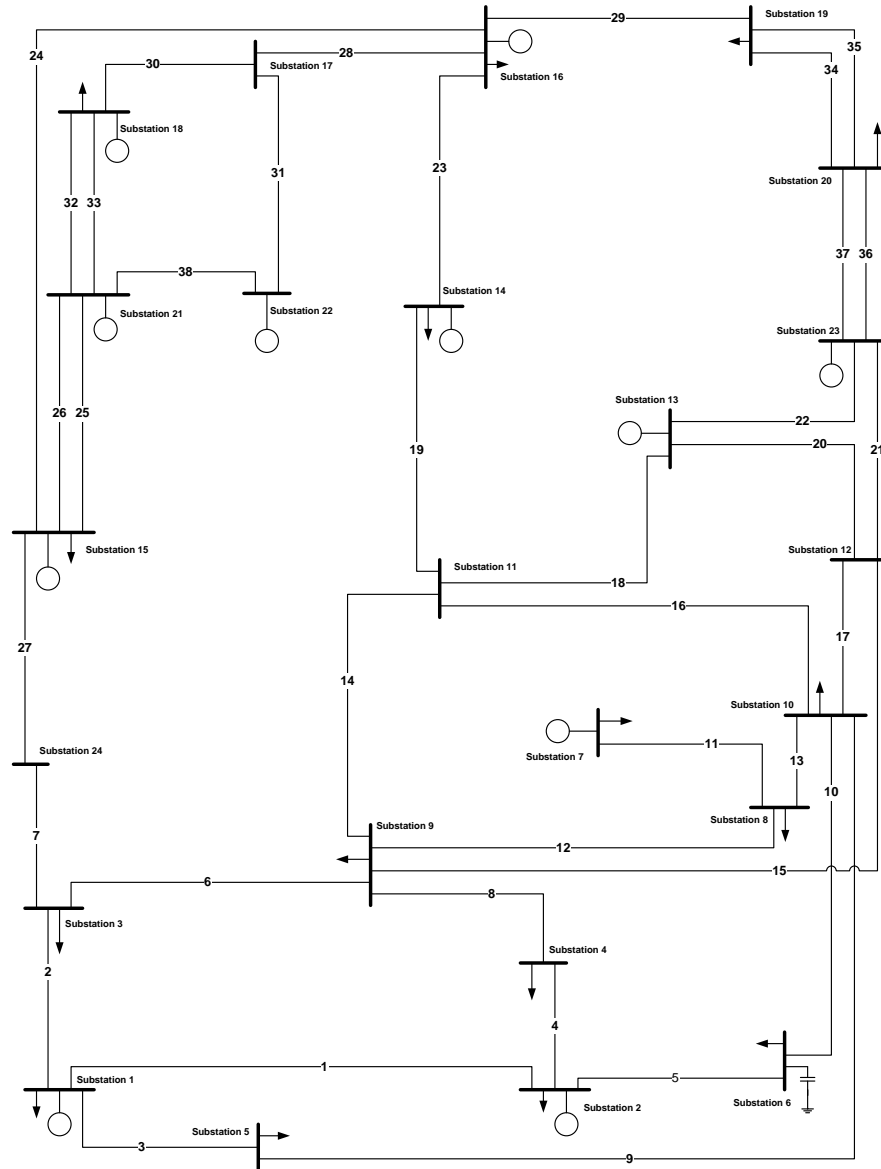 29
Substation 19
24
28
35
30
Substation 17
34
Substation 16
Substation 18
23
31
Substation 20
32
33
37
36
38
Substation 14
Substation 21
Substation 22
Substation 23
Substation 13
26
25
22
20
19
21
Substation 15
Substation 12
Substation 11
18
16
17
27
14
Substation 10
11
Substation 24
Substation 7
13
10
Substation 9
Substation 8
7
12
15
6
8
Substation 3
Substation 4
2
4
1
Substation 1
5
Substation 6
Substation 2
Substation 5
3
9